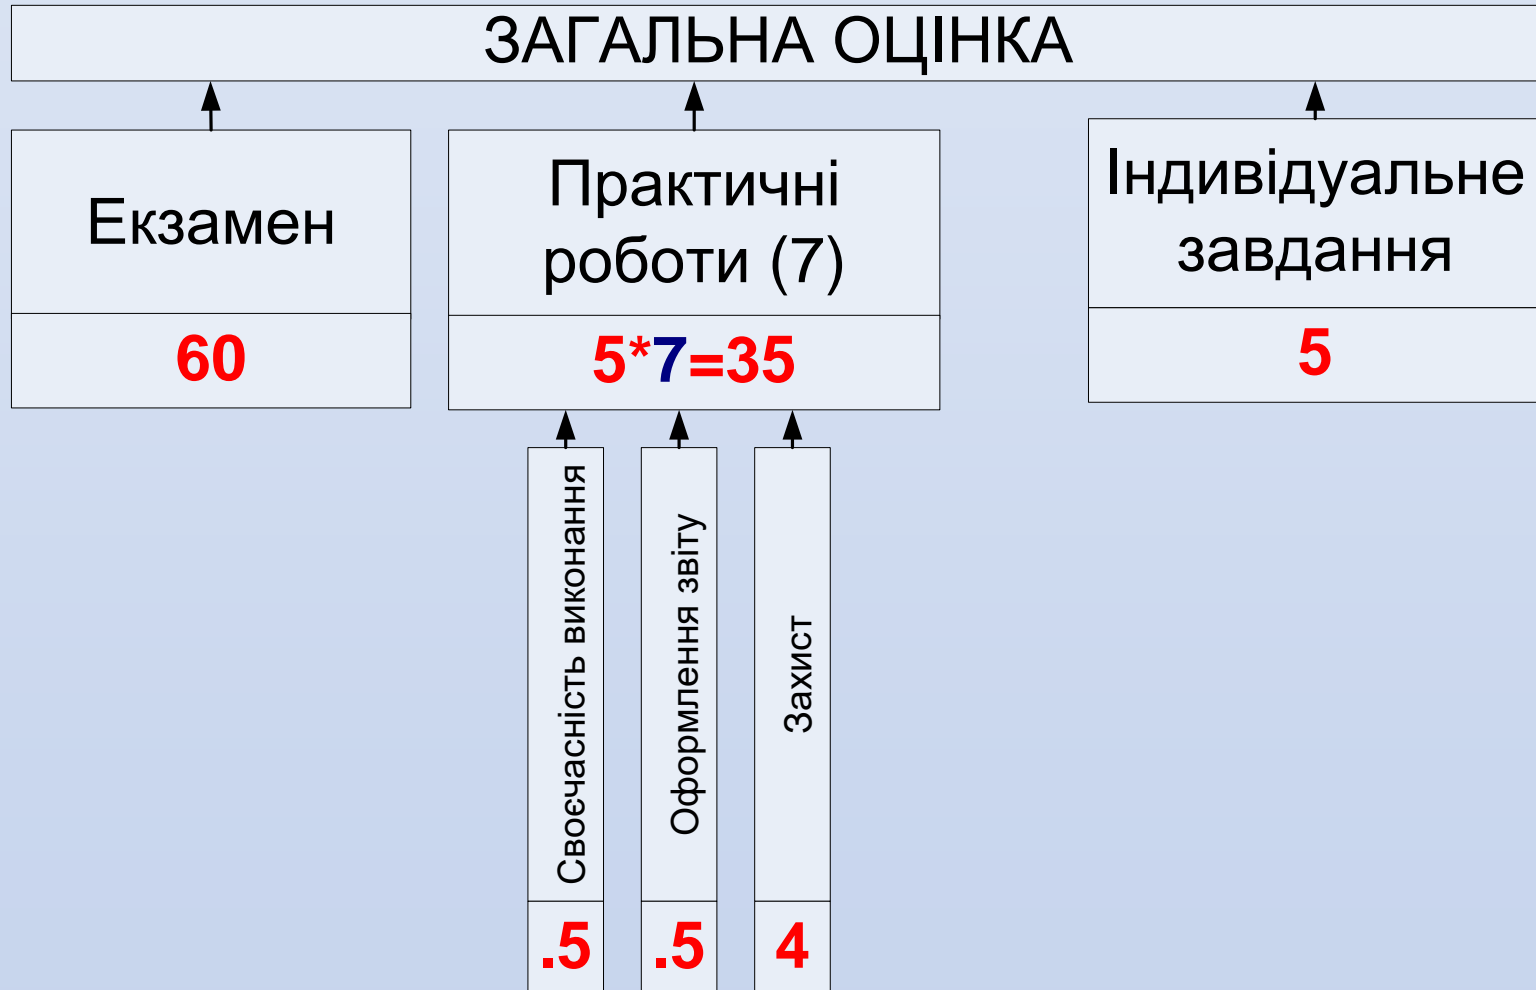 ЗАГАЛЬНА ОЦІНКА
Екзамен
60
Практичні
роботи (7)
5*7=35
Індивідуальне
завдання
5
Своєчасність виконання
.5
Оформлення звіту
.5
Захист
4